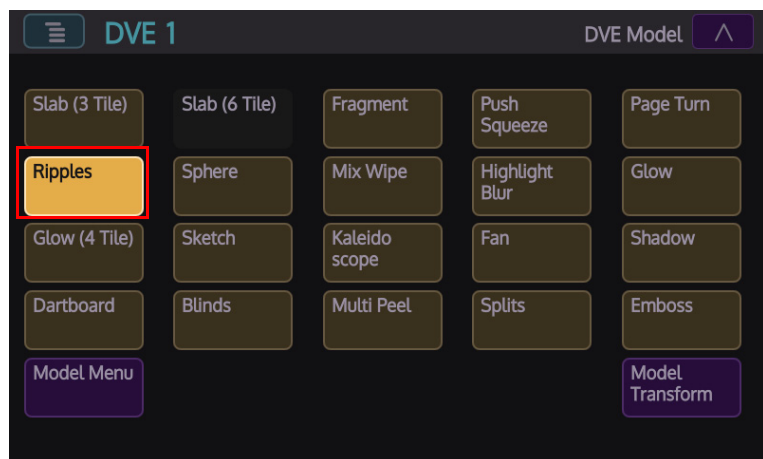 DVE 1
DVE Model
Slab (3 Tile)
Slab (6 Tile)
Fragment
Push
Squeeze
Page Turn
Ripples
Sphere
Mix Wipe
Highlight
Blur
Glow
Glow (4 Tile)
Sketch
Kaleido
scope
Fan
Shadow
Dartboard
Blinds
Multi Peel
Splits
Emboss
Model Menu
Model
Transform